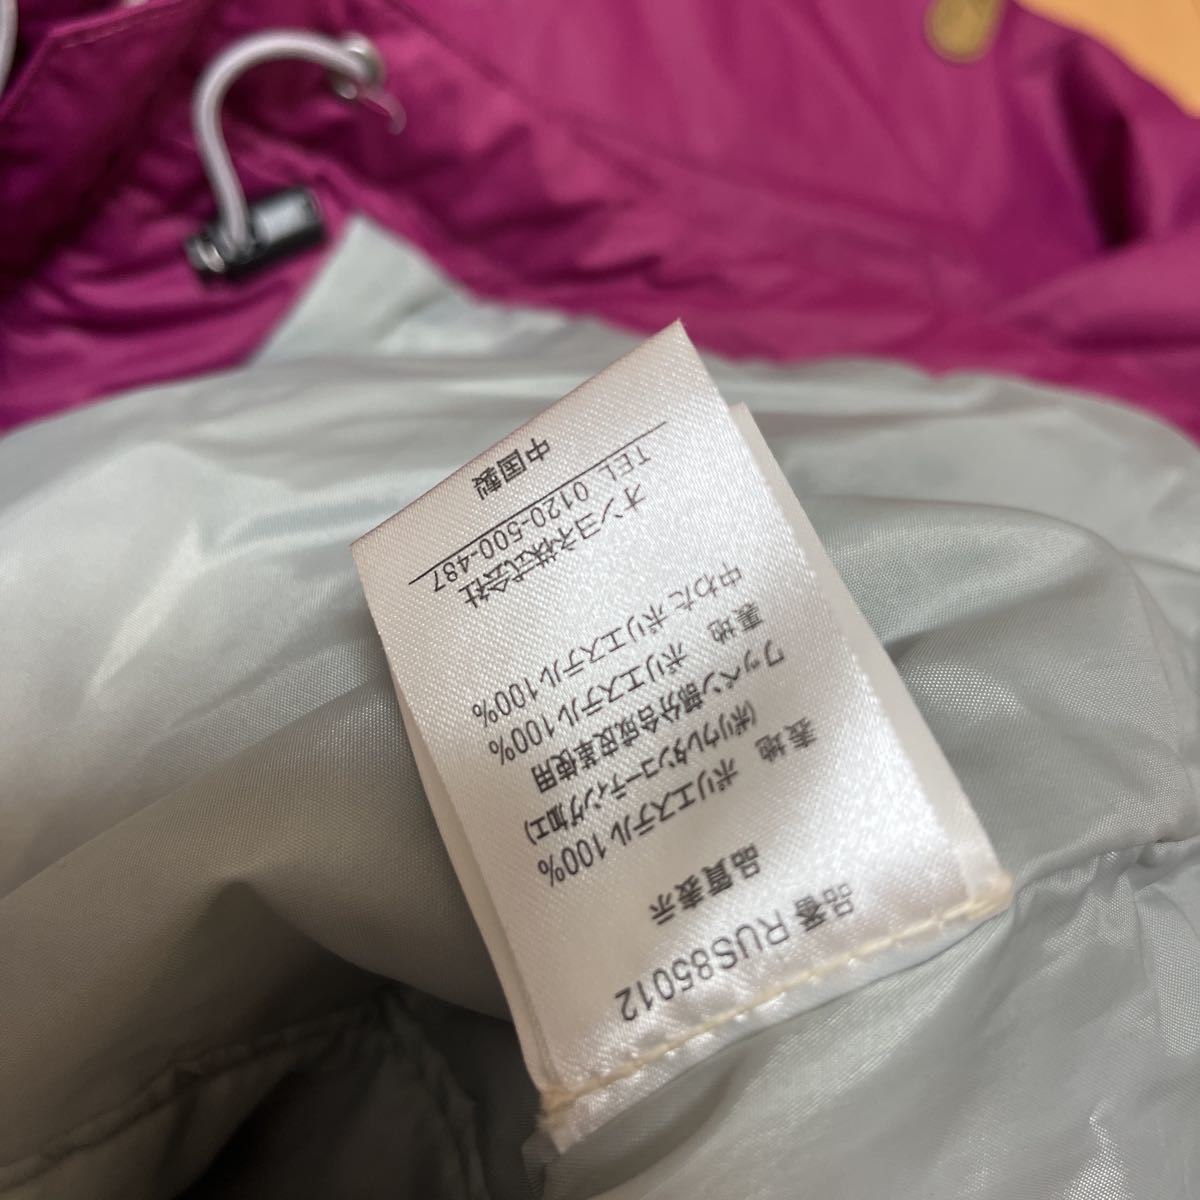 品番 RUS85012
品質表示
表地 ポリエステル100%
(ポリウレタンコーティング加工)
ワッペン部分合成皮革使用
裏地 ポリエステル100%
中わた ポリエステル100%
オンヨネ株式会社
TEL 0120-500-487
中国製